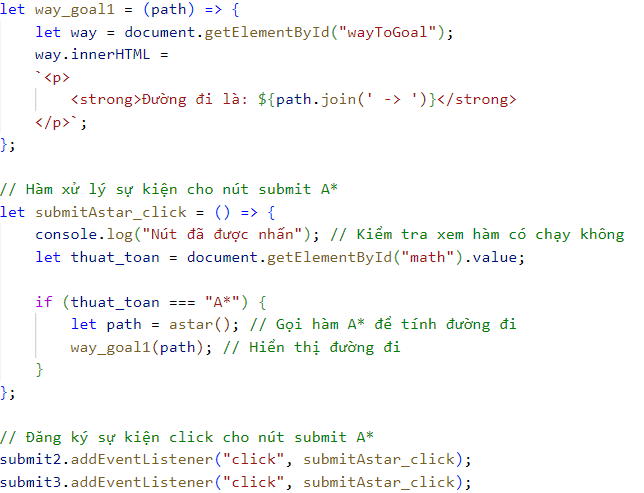 let way_goal1 = (path) => {
    let way = document.getElementById("wayToGoal");
    way.innerHTML =
    `<p>
        <strong>Đường đi là: ${path.join(' -> ')}</strong>
    </p>`;
};

// Hàm xử lý sự kiện cho nút submit A*
let submitAstar_click = () => {
    console.log("Nút đã được nhấn"); // Kiểm tra xem hàm có chạy không
    let thuat_toan = document.getElementById("math").value;

    if (thuat_toan === "A*") {
        let path = astar(); // Gọi hàm A* để tính đường đi
        way_goal1(path); // Hiển thị đường đi
    }
};

// Đăng ký sự kiện click cho nút submit A*
submit2.addEventListener("click", submitAstar_click);
submit3.addEventListener("click", submitAstar_click);